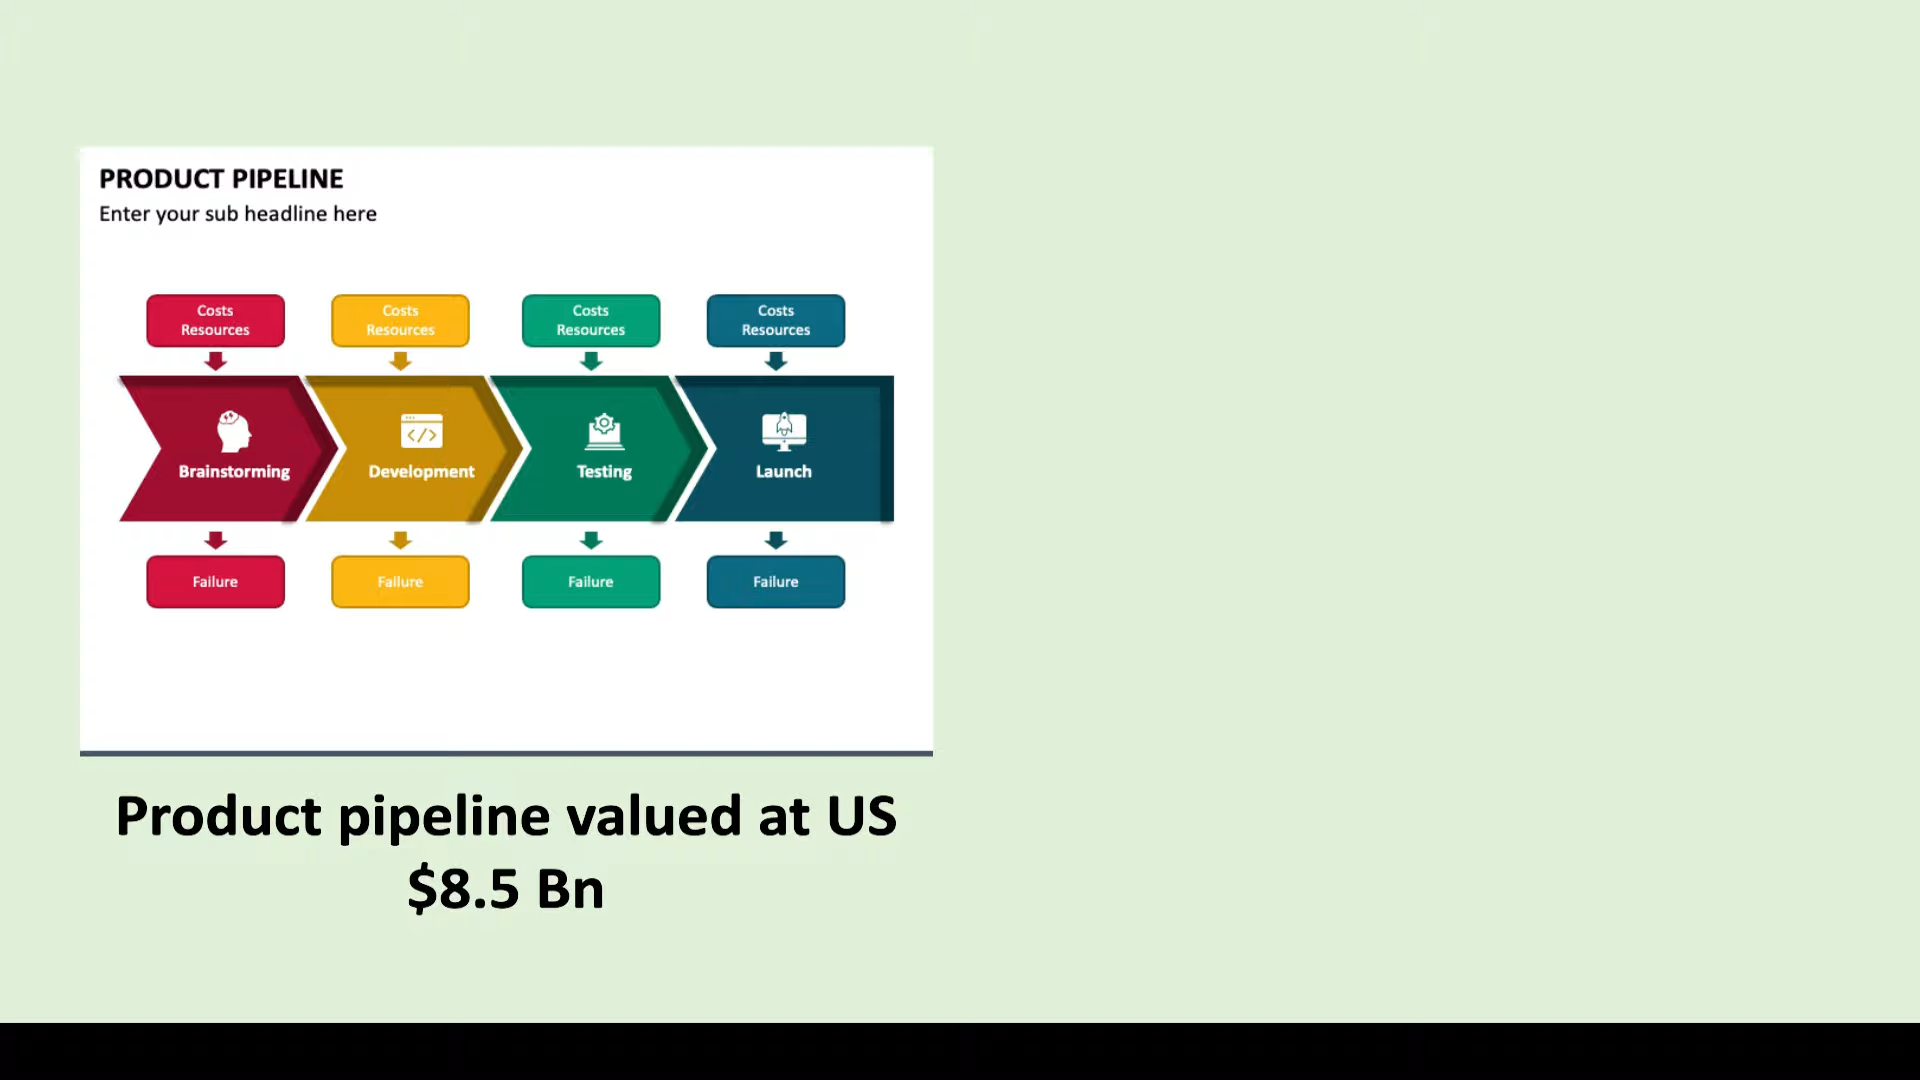 PRODUCT PIPELINE
Enter your sub headline here
Costs
Resources
Costs
Resources
Costs
Resources
Costs
Resources
Brainstorming
Development
Testing
Launch
Failure
Failure
Failure
Failure
Product pipeline valued at US
$8.5 Bn